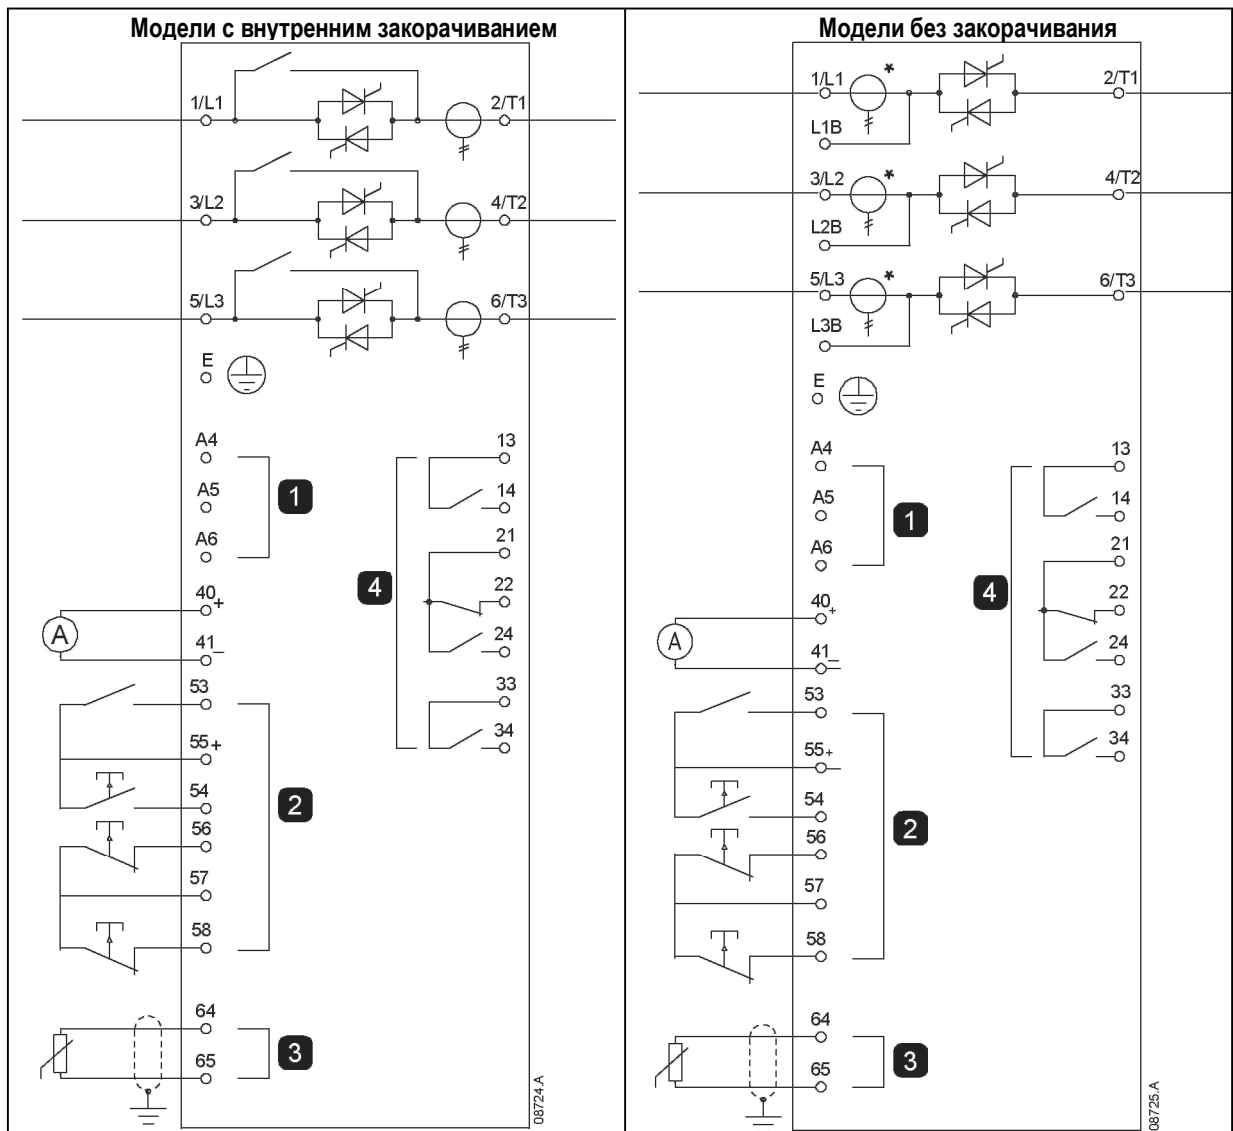 Модели с внутренним закорачиванием
1/L1
2/T1
3/L2
4/T2
5/L3
6/T3
E
A4
13
A5
1
14
A6
21
40
+
4
22
A
41
_
24
53
33
55
+
34
54
2
56
57
58
64
3
65
08724.A
Модели без закорачивания
1/L1
*
2/T1
L1B
3/L2
*
4/T2
L2B
5/L3
*
6/T3
L3B
E
A4
13
A5
1
14
A6
21
40
+
4
22
A
41
_
24
53
33
55
+
34
54
2
56
57
58
64
3
65
08725.A